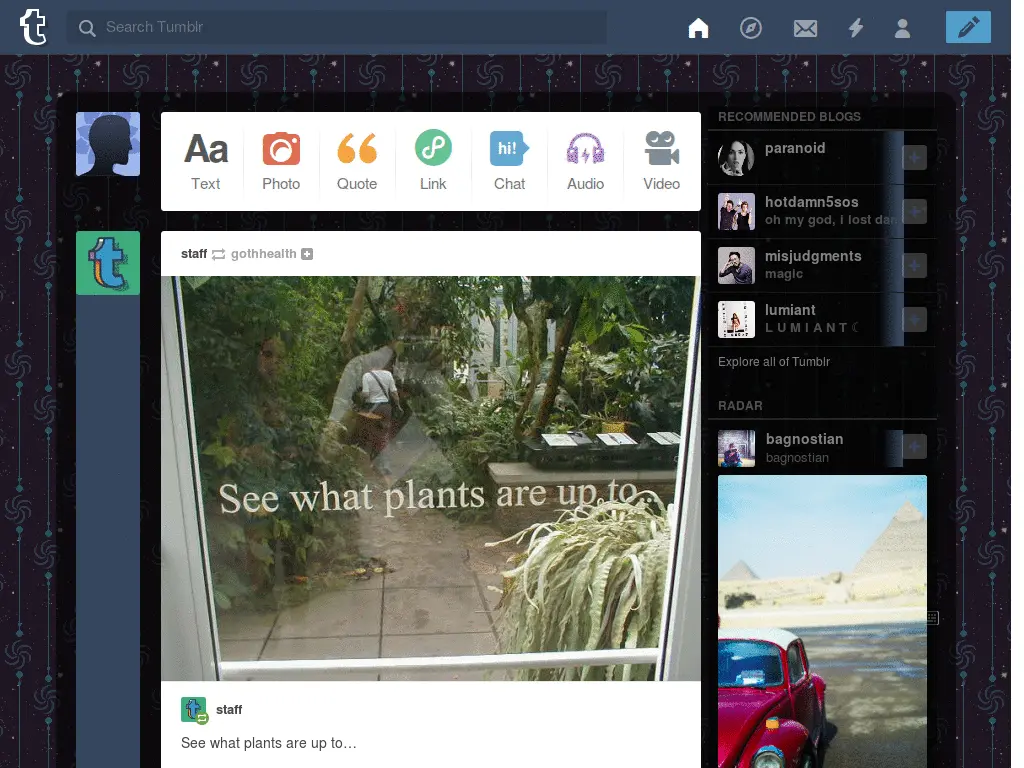 Search Tumblr
Aa
Text
Photo
Quote
Link
hi!
Chat
Audio
Video
staff gothhealth
See what plants are up to...
staff
See what plants are up to…
RECOMMENDED BLOGS
paranoid
hotdamn5sos
oh my god, i lost
misjudgments
magic
lumiant
L U M I A N T ☾
Explore all of Tumblr
RADAR
bagnostian
bagnostian